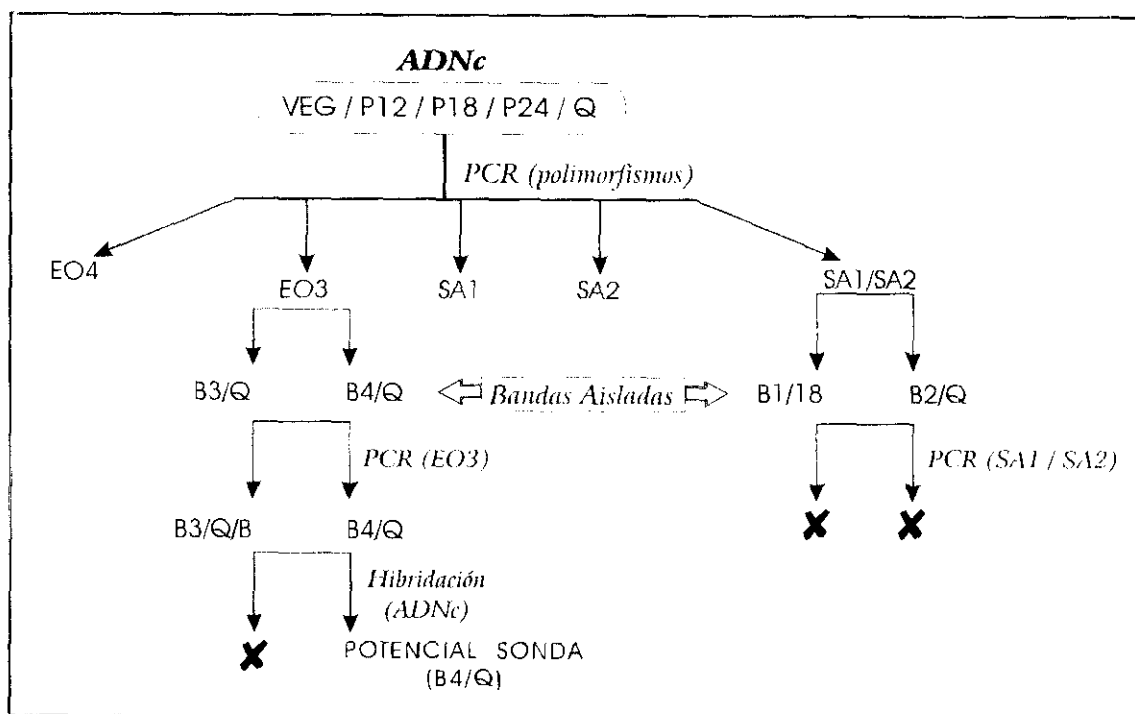 ADNc
VEG / P12 / P18 / P24 / Q
PCR (polimorfismos)
EO4
EO3
SA1
SA2
SA1/SA2
B3/Q
B4/Q
Bandas Aisladas
B1/18
B2/Q
PCR (EO3)
PCR (SA1 / SA2)
B3/Q/B
B4/Q
Hibridación
(ADNc)
POTENCIAL SONDA
(B4/Q)